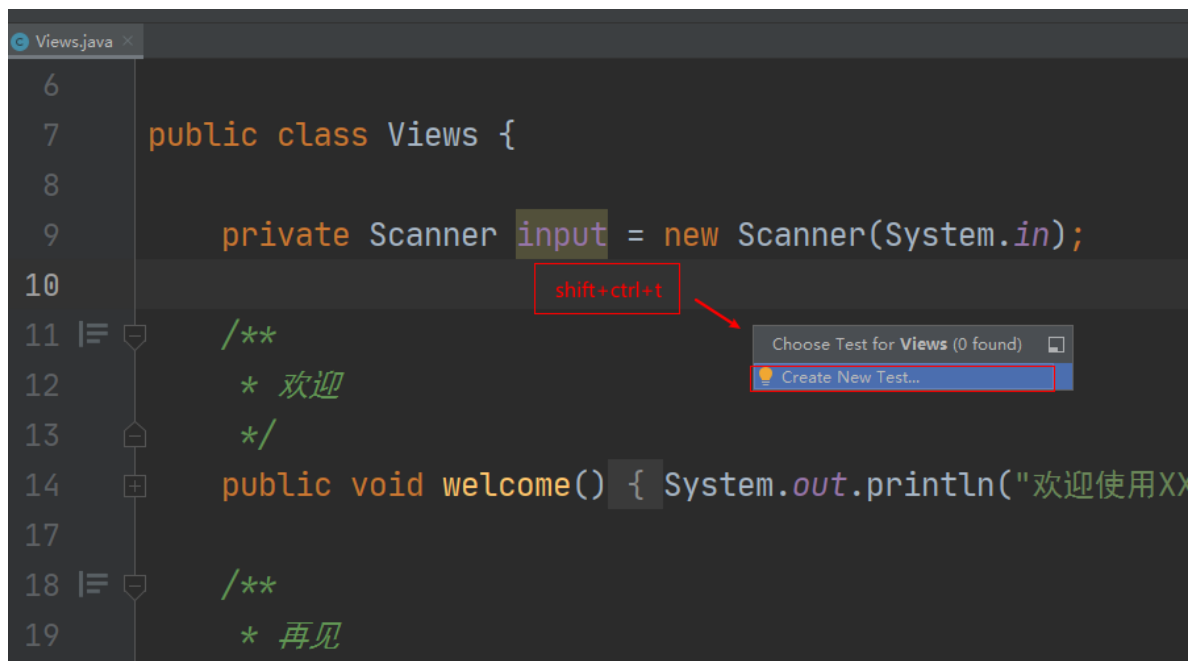 Views.java
6
7 public class Views {
8
9 private Scanner input = new Scanner(System.in);
10
shift+ctrl+t
11 /**
Choose Test for Views (0 found)
12 * 欢迎
Create New Test...
13 */
14 public void welcome() { System.out.println("欢迎使用XX
17
18 /**
19 * 再见